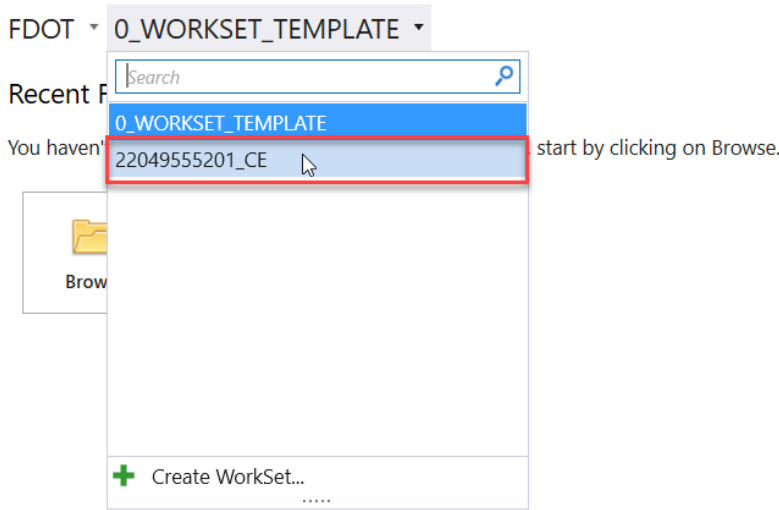 FDOT 0_WORKSET_TEMPLATE
Search
Recent F
0_WORKSET_TEMPLATE
You haven' start by clicking on Browse.
22049555201_CE
Brow
Create WorkSet...